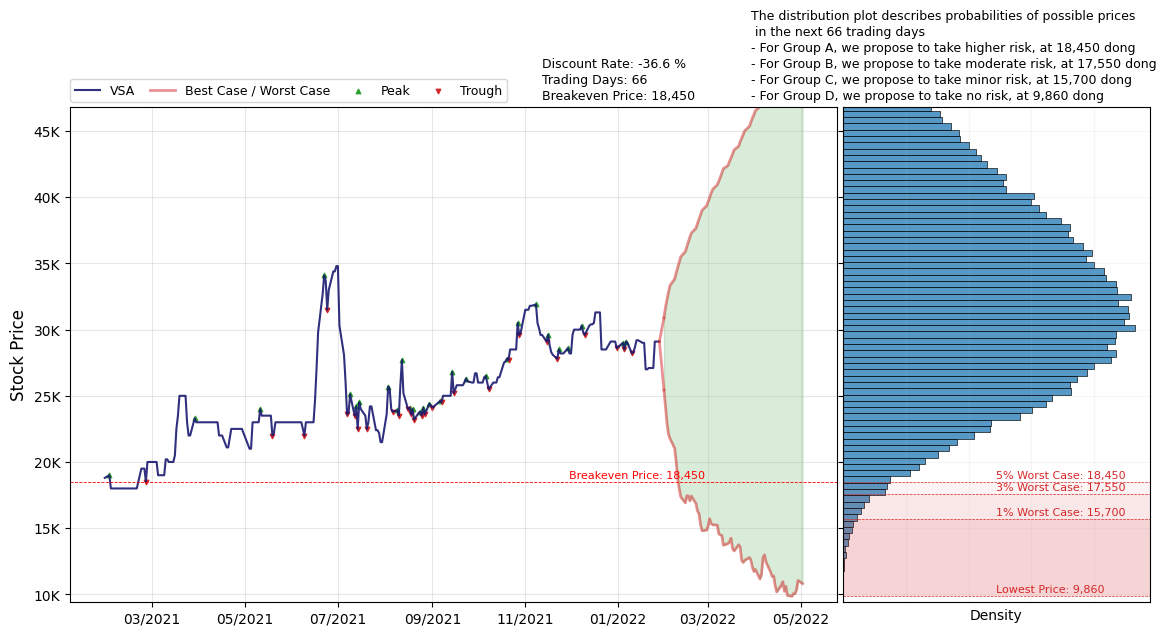 The distribution plot describes probabilities of possible prices
in the next 66 trading days
- For Group A, we propose to take higher risk, at 18,450 dong
- For Group B, we propose to take moderate risk, at 17,550 dong
- For Group C, we propose to take minor risk, at 15,700 dong
- For Group D, we propose to take no risk, at 9,860 dong
Discount Rate: -36.6 %
Trading Days: 66
Breakeven Price: 18,450
VSA Best Case / Worst Case Peak Trough
45K
40K
35K
30K
25K
20K
15K
10K
Stock Price
Breakeven Price: 18,450
5% Worst Case: 18,450
3% Worst Case: 17,550
1% Worst Case: 15,700
Lowest Price: 9,860
03/2021 05/2021 07/2021 09/2021 11/2021 01/2022 03/2022 05/2022
Density